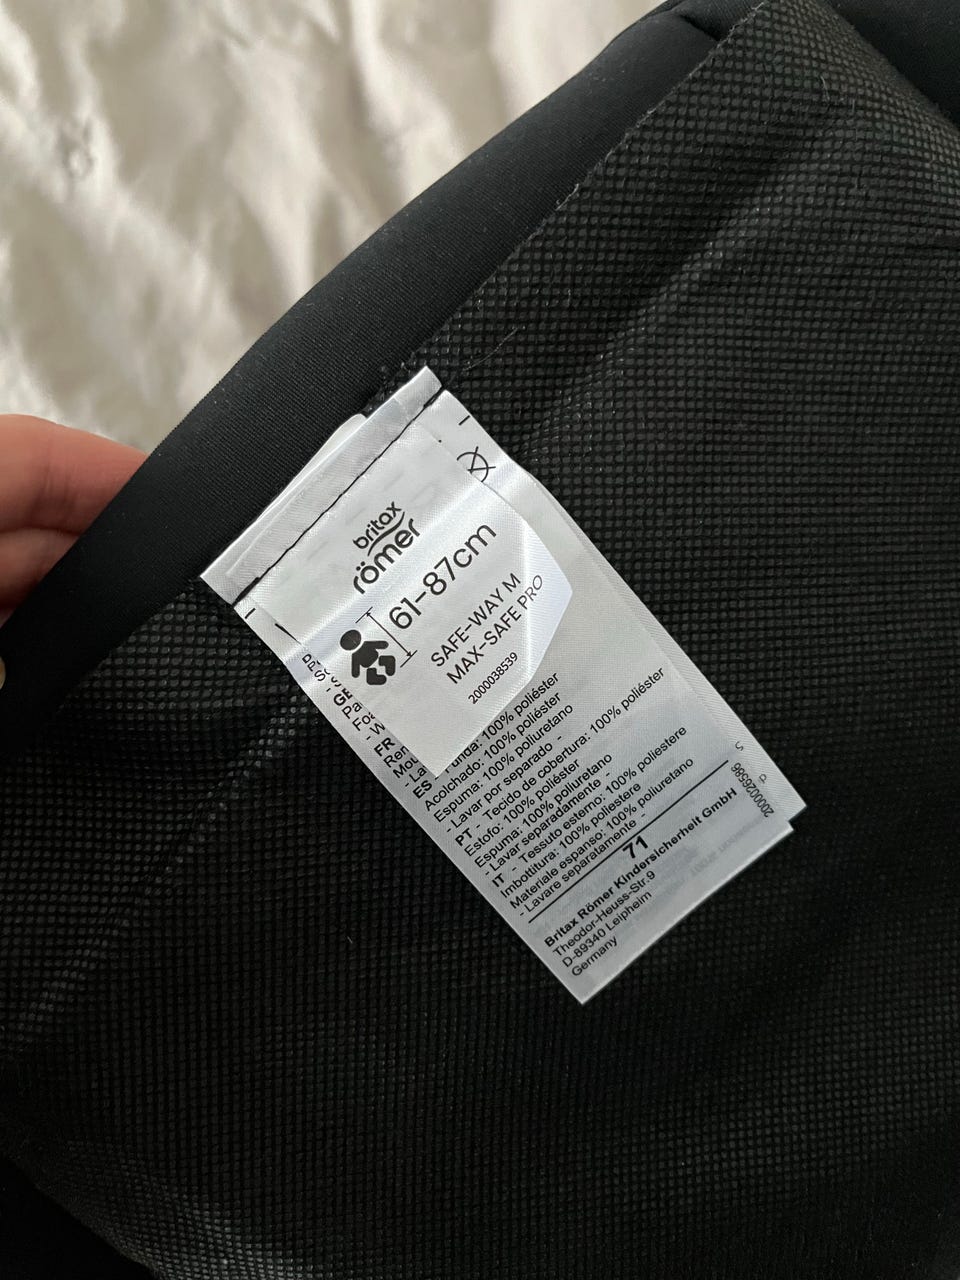 britax
römer
61-87cm
SAFE-WAY M
MAX-SAFE PRO
2000038539
FR
ES
Funda: 100% poliéster
Acolchado: 100% poliéster
Espuma: 100% poliuretano
- Lavar por separado -
PT - Tecido de cobertura: 100% poliéster
Estofo: 100% poliéster
Espuma: 100% poliuretano
- Lavar separadamente -
IT - Tessuto esterno: 100% poliestere
Imbottitura: 100% poliestere
Materiale espanso: 100% poliuretano
- Lavare separatamente -
71
Britax Römer Kindersicherheit GmbH
Theodor-Heuss-Str.9
D-89340 Leipheim
Germany
2000026586